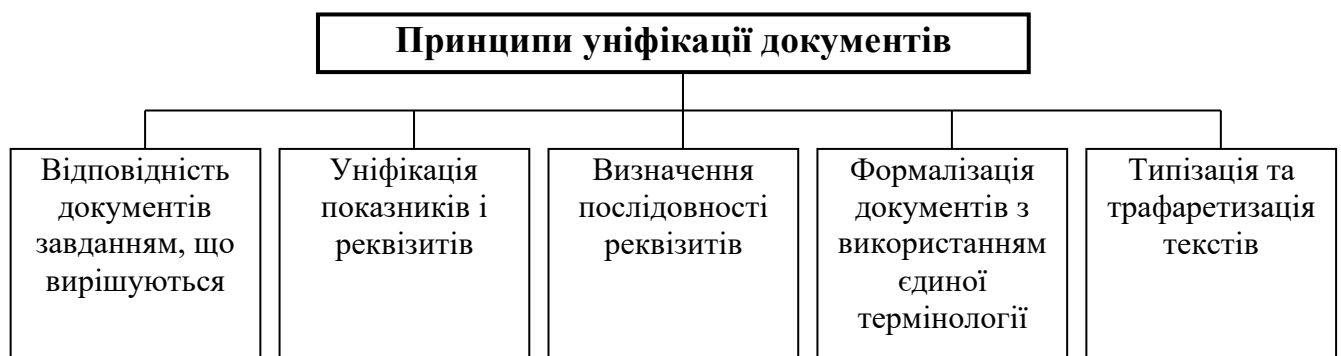 Принципи уніфікації документів
Відповідність
документів
завданням, що
вирішуються
Уніфікація
показників і
реквізитів
Визначення
послідовності
реквізитів
Формалізація
документів з
використанням
єдиної
термінології
Типізація та
трафаретизація
текстів